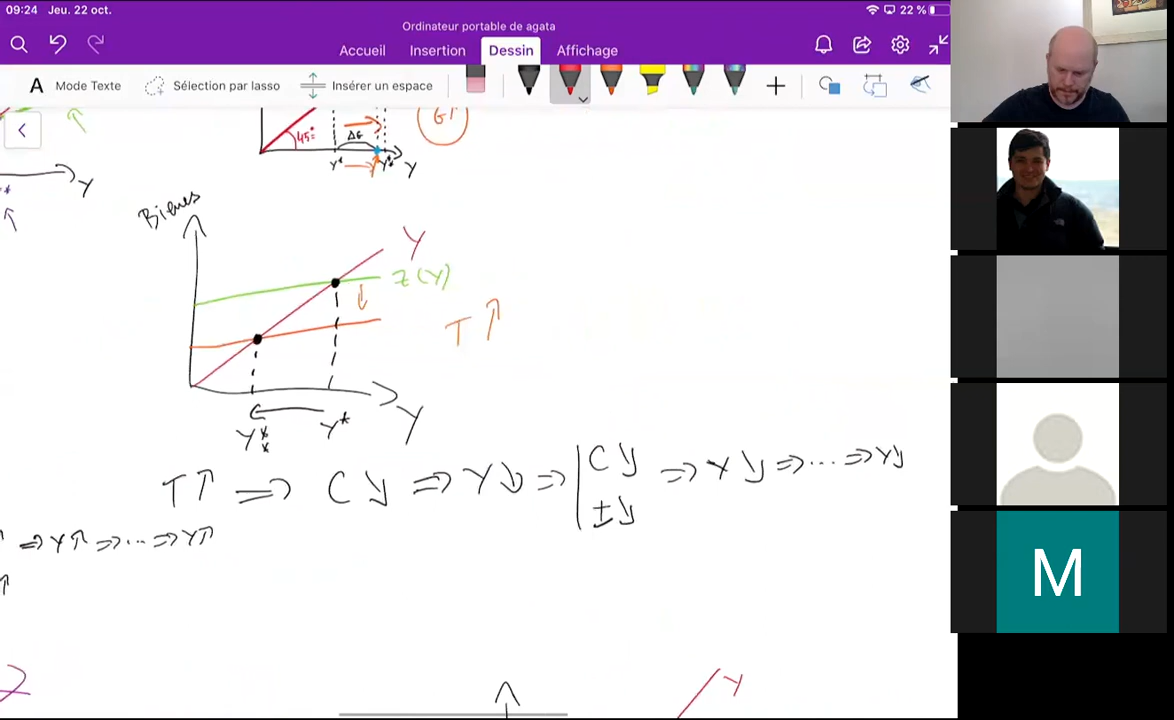 09:24 Jeu. 22 oct.
22 %
Ordinateur portable de agata
Accueil Insertion Dessin Affichage
A Mode Texte Sélection par lasso Insérer un espace
45°
ΔG
G↑
Y* Y** Y
Y
Biens
Y
Z(Y)
T↑
Y** Y* Y
T↑ ⇒ C↘ ⇒ Y↘ ⇒ | C↘ ⇒ Y↘ ⇒ ... ⇒ Y↘
I↘
⇒ Y↑ ⇒ ... ⇒ Y↑
M
Y